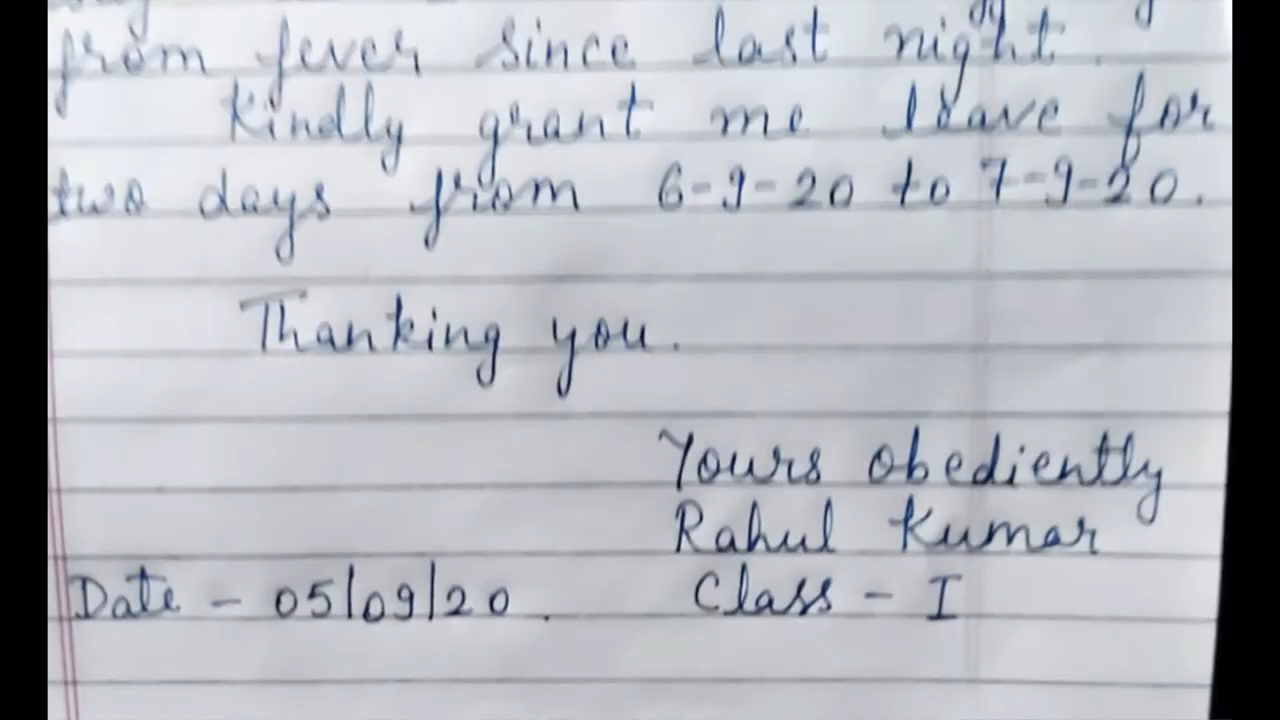 from fever since last night.
Kindly grant me leave for
two days from 6-9-20 to 7-9-20.
Thanking you.
Yours obediently
Rahul Kumar
Date - 05/09/20. Class - I